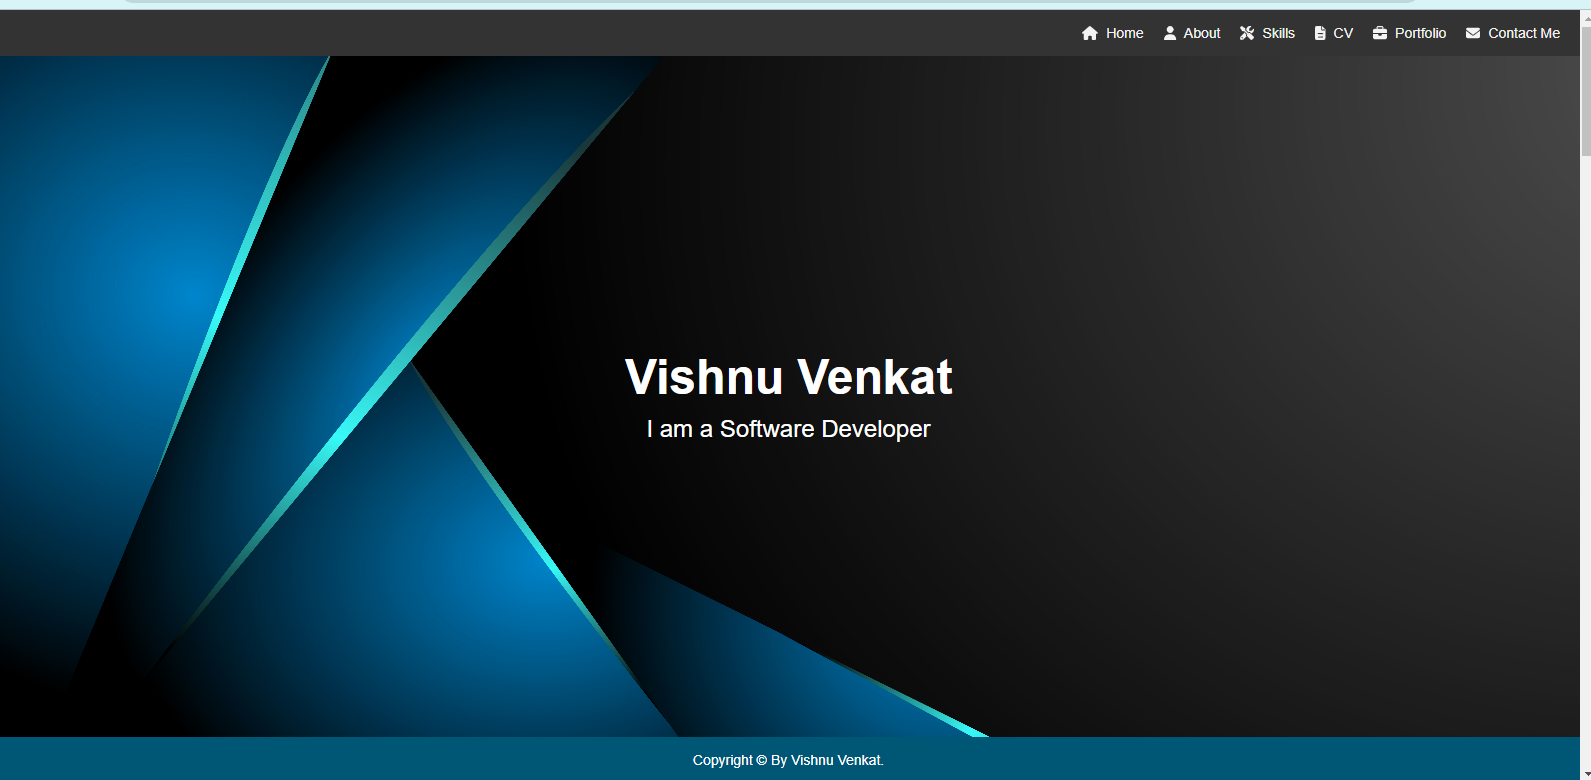 Home About Skills CV Portfolio Contact Me
Vishnu Venkat
I am a Software Developer
Copyright © By Vishnu Venkat.